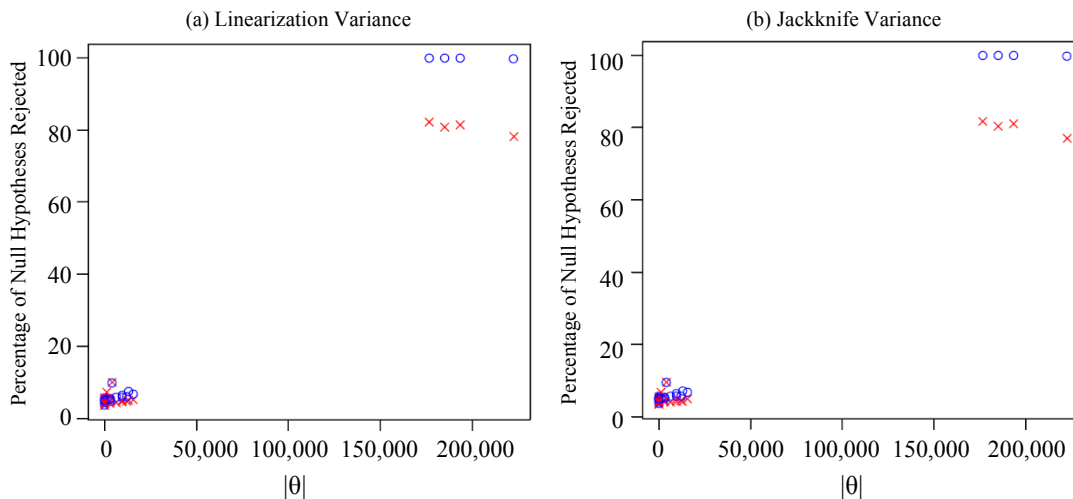 (a) Linearization Variance
Percentage of Null Hypotheses Rejected
100
80
60
40
20
0
0 50,000 100,000 150,000 200,000
|θ|
(b) Jackknife Variance
Percentage of Null Hypotheses Rejected
100
80
60
40
20
0
0 50,000 100,000 150,000 200,000
|θ|